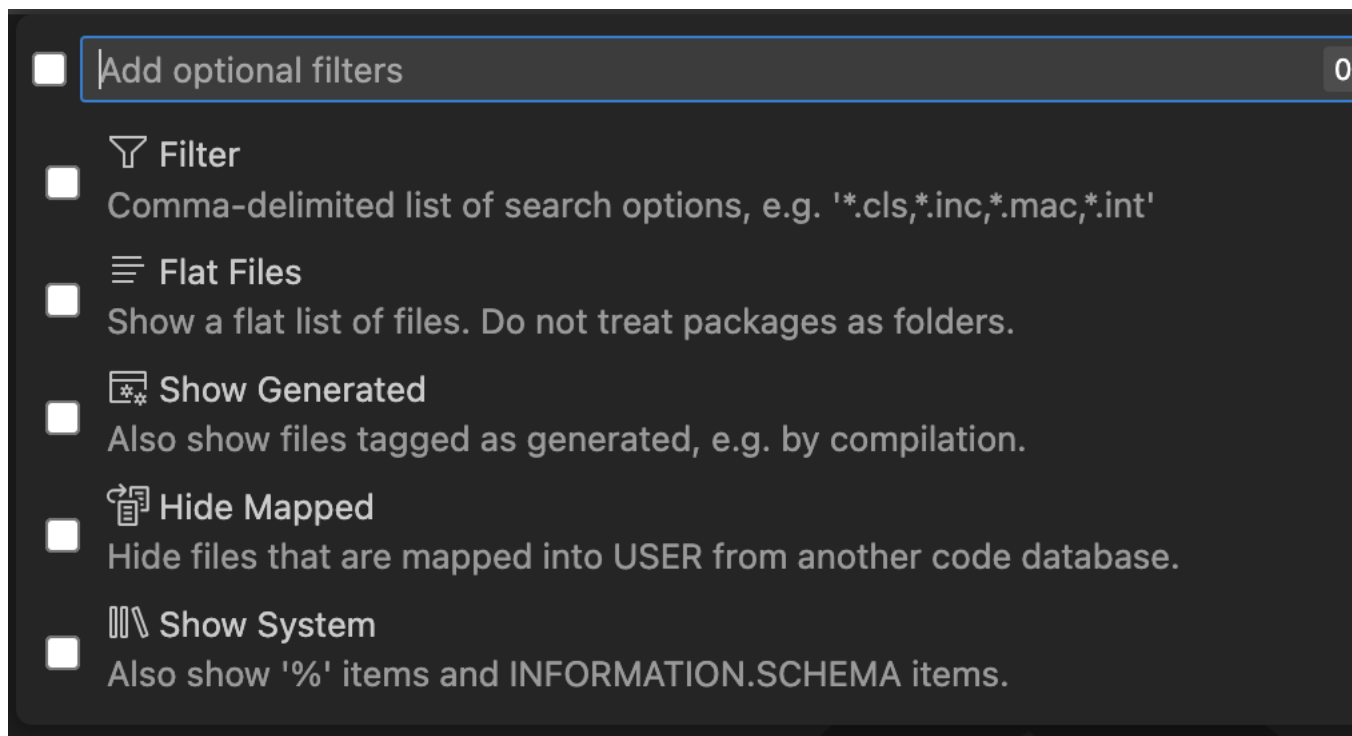 Add optional filters
0
Filter
Comma-delimited list of search options, e.g. '*.cls,*.inc,*.mac,*.int'
Flat Files
Show a flat list of files. Do not treat packages as folders.
Show Generated
Also show files tagged as generated, e.g. by compilation.
Hide Mapped
Hide files that are mapped into USER from another code database.
Show System
Also show '%' items and INFORMATION.SCHEMA items.